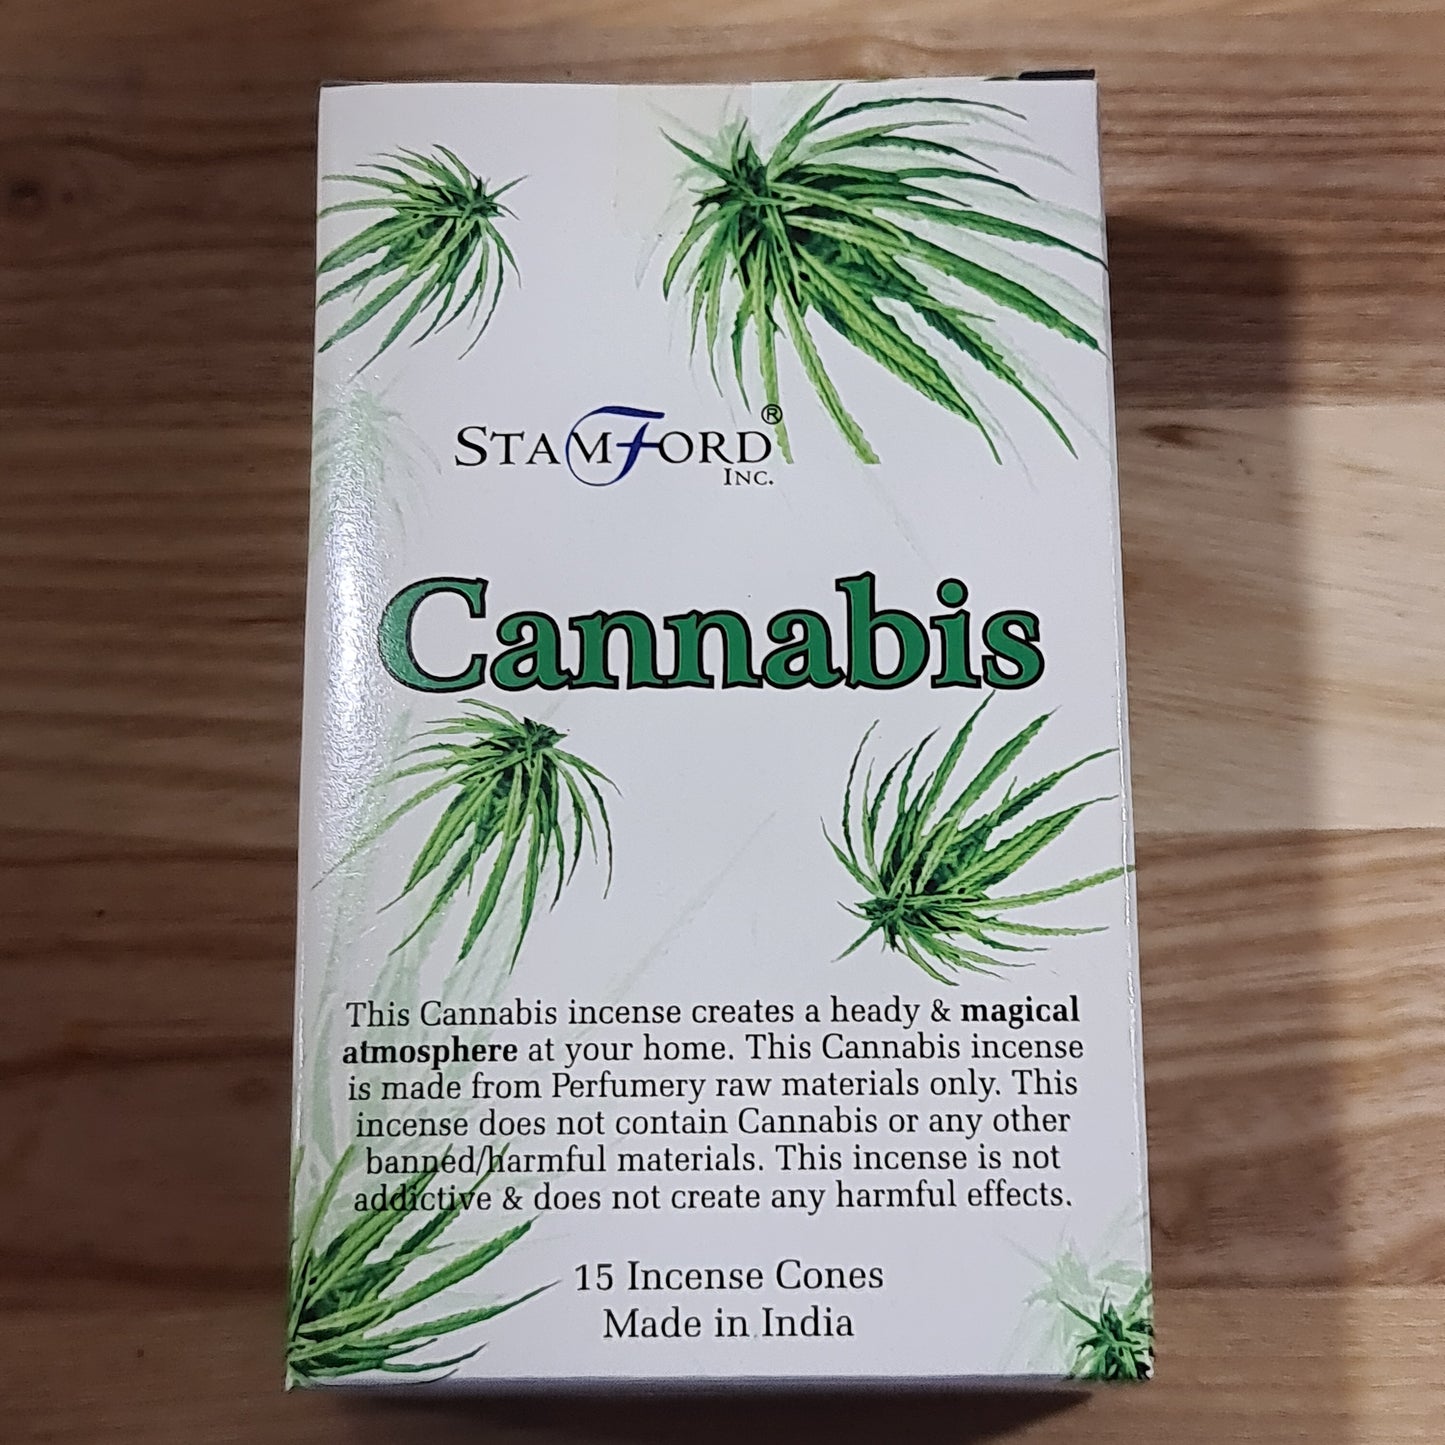 STAMFORD®
INC.
Cannabis
This Cannabis incense creates a heady & magical
atmosphere at your home. This Cannabis incense
is made from Perfumery raw materials only. This
incense does not contain Cannabis or any other
banned/harmful materials. This incense is not
addictive & does not create any harmful effects.
15 Incense Cones
Made in India